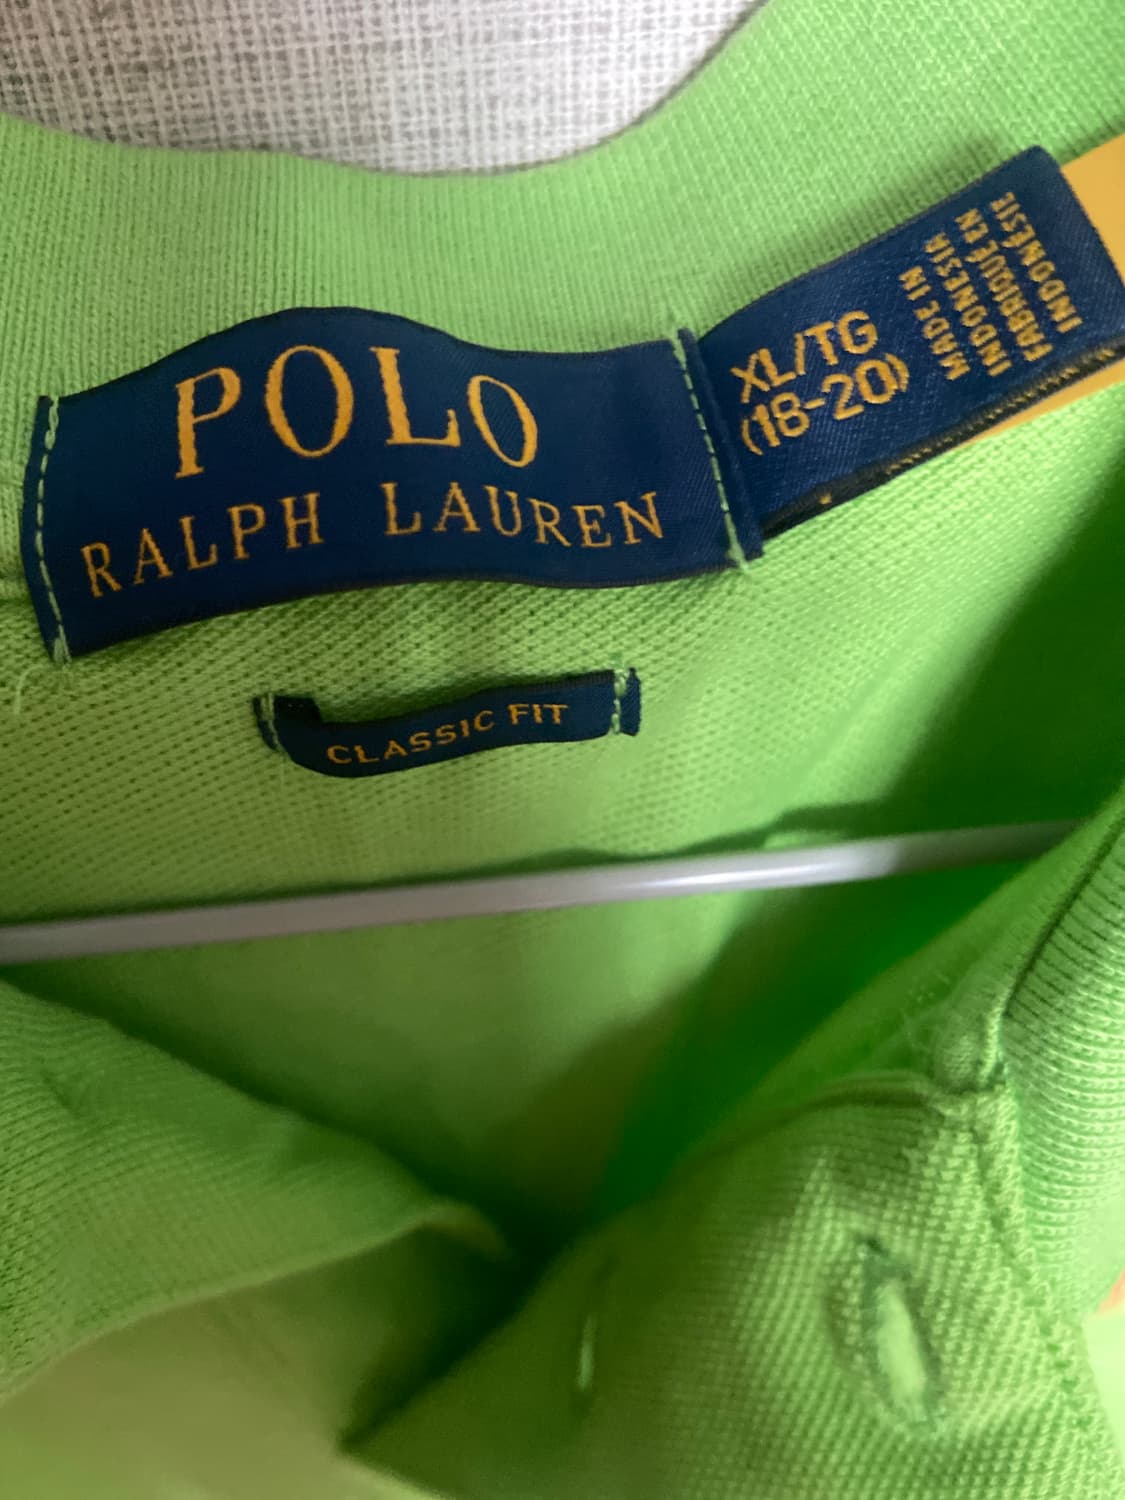 POLO
RALPH LAUREN
XL/TG
(18-20)
MADE IN
INDONESIA
FABRIQUÉ EN
INDONÉSIE
CLASSIC FIT